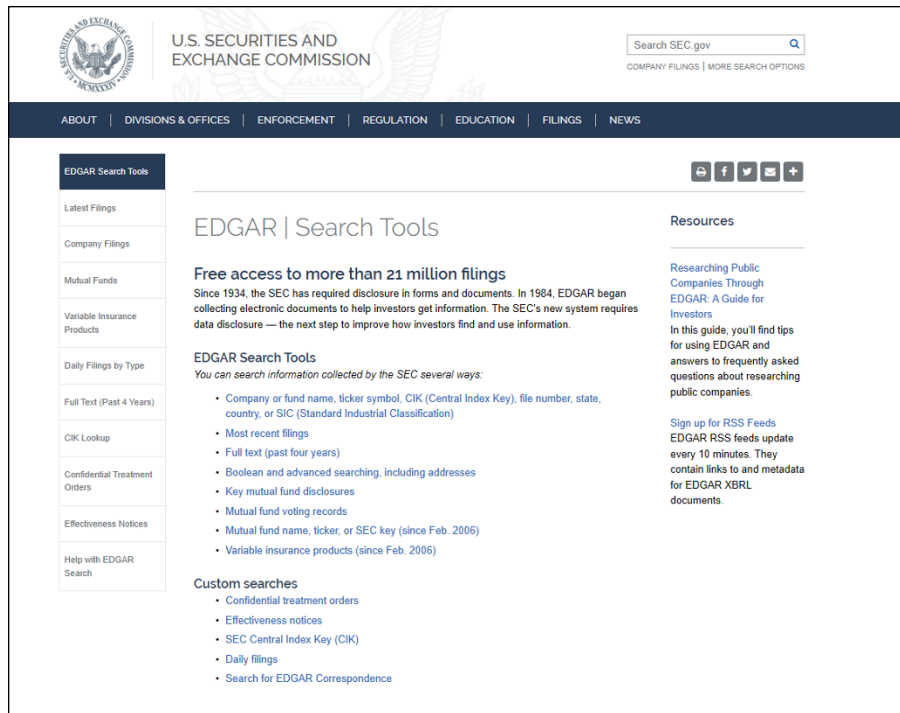 SECURITIES AND EXCHANGE COMMISSION
MCMXXXIV
U.S. SECURITIES AND
EXCHANGE COMMISSION
Search SEC.gov
COMPANY FILINGS | MORE SEARCH OPTIONS
ABOUT | DIVISIONS & OFFICES | ENFORCEMENT | REGULATION | EDUCATION | FILINGS | NEWS
EDGAR Search Tools
Latest Filings
Company Filings
Mutual Funds
Variable Insurance
Products
Daily Filings by Type
Full Text (Past 4 Years)
CIK Lookup
Confidential Treatment
Orders
Effectiveness Notices
Help with EDGAR
Search
EDGAR | Search Tools
Free access to more than 21 million filings
Since 1934, the SEC has required disclosure in forms and documents. In 1984, EDGAR began
collecting electronic documents to help investors get information. The SEC's new system requires
data disclosure — the next step to improve how investors find and use information.
EDGAR Search Tools
You can search information collected by the SEC several ways:
• Company or fund name, ticker symbol, CIK (Central Index Key), file number, state,
country, or SIC (Standard Industrial Classification)
• Most recent filings
• Full text (past four years)
• Boolean and advanced searching, including addresses
• Key mutual fund disclosures
• Mutual fund voting records
• Mutual fund name, ticker, or SEC key (since Feb. 2006)
• Variable insurance products (since Feb. 2006)
Custom searches
• Confidential treatment orders
• Effectiveness notices
• SEC Central Index Key (CIK)
• Daily filings
• Search for EDGAR Correspondence
Resources
Researching Public
Companies Through
EDGAR: A Guide for
Investors
In this guide, you'll find tips
for using EDGAR and
answers to frequently asked
questions about researching
public companies.
Sign up for RSS Feeds
EDGAR RSS feeds update
every 10 minutes. They
contain links to and metadata
for EDGAR XBRL
documents.